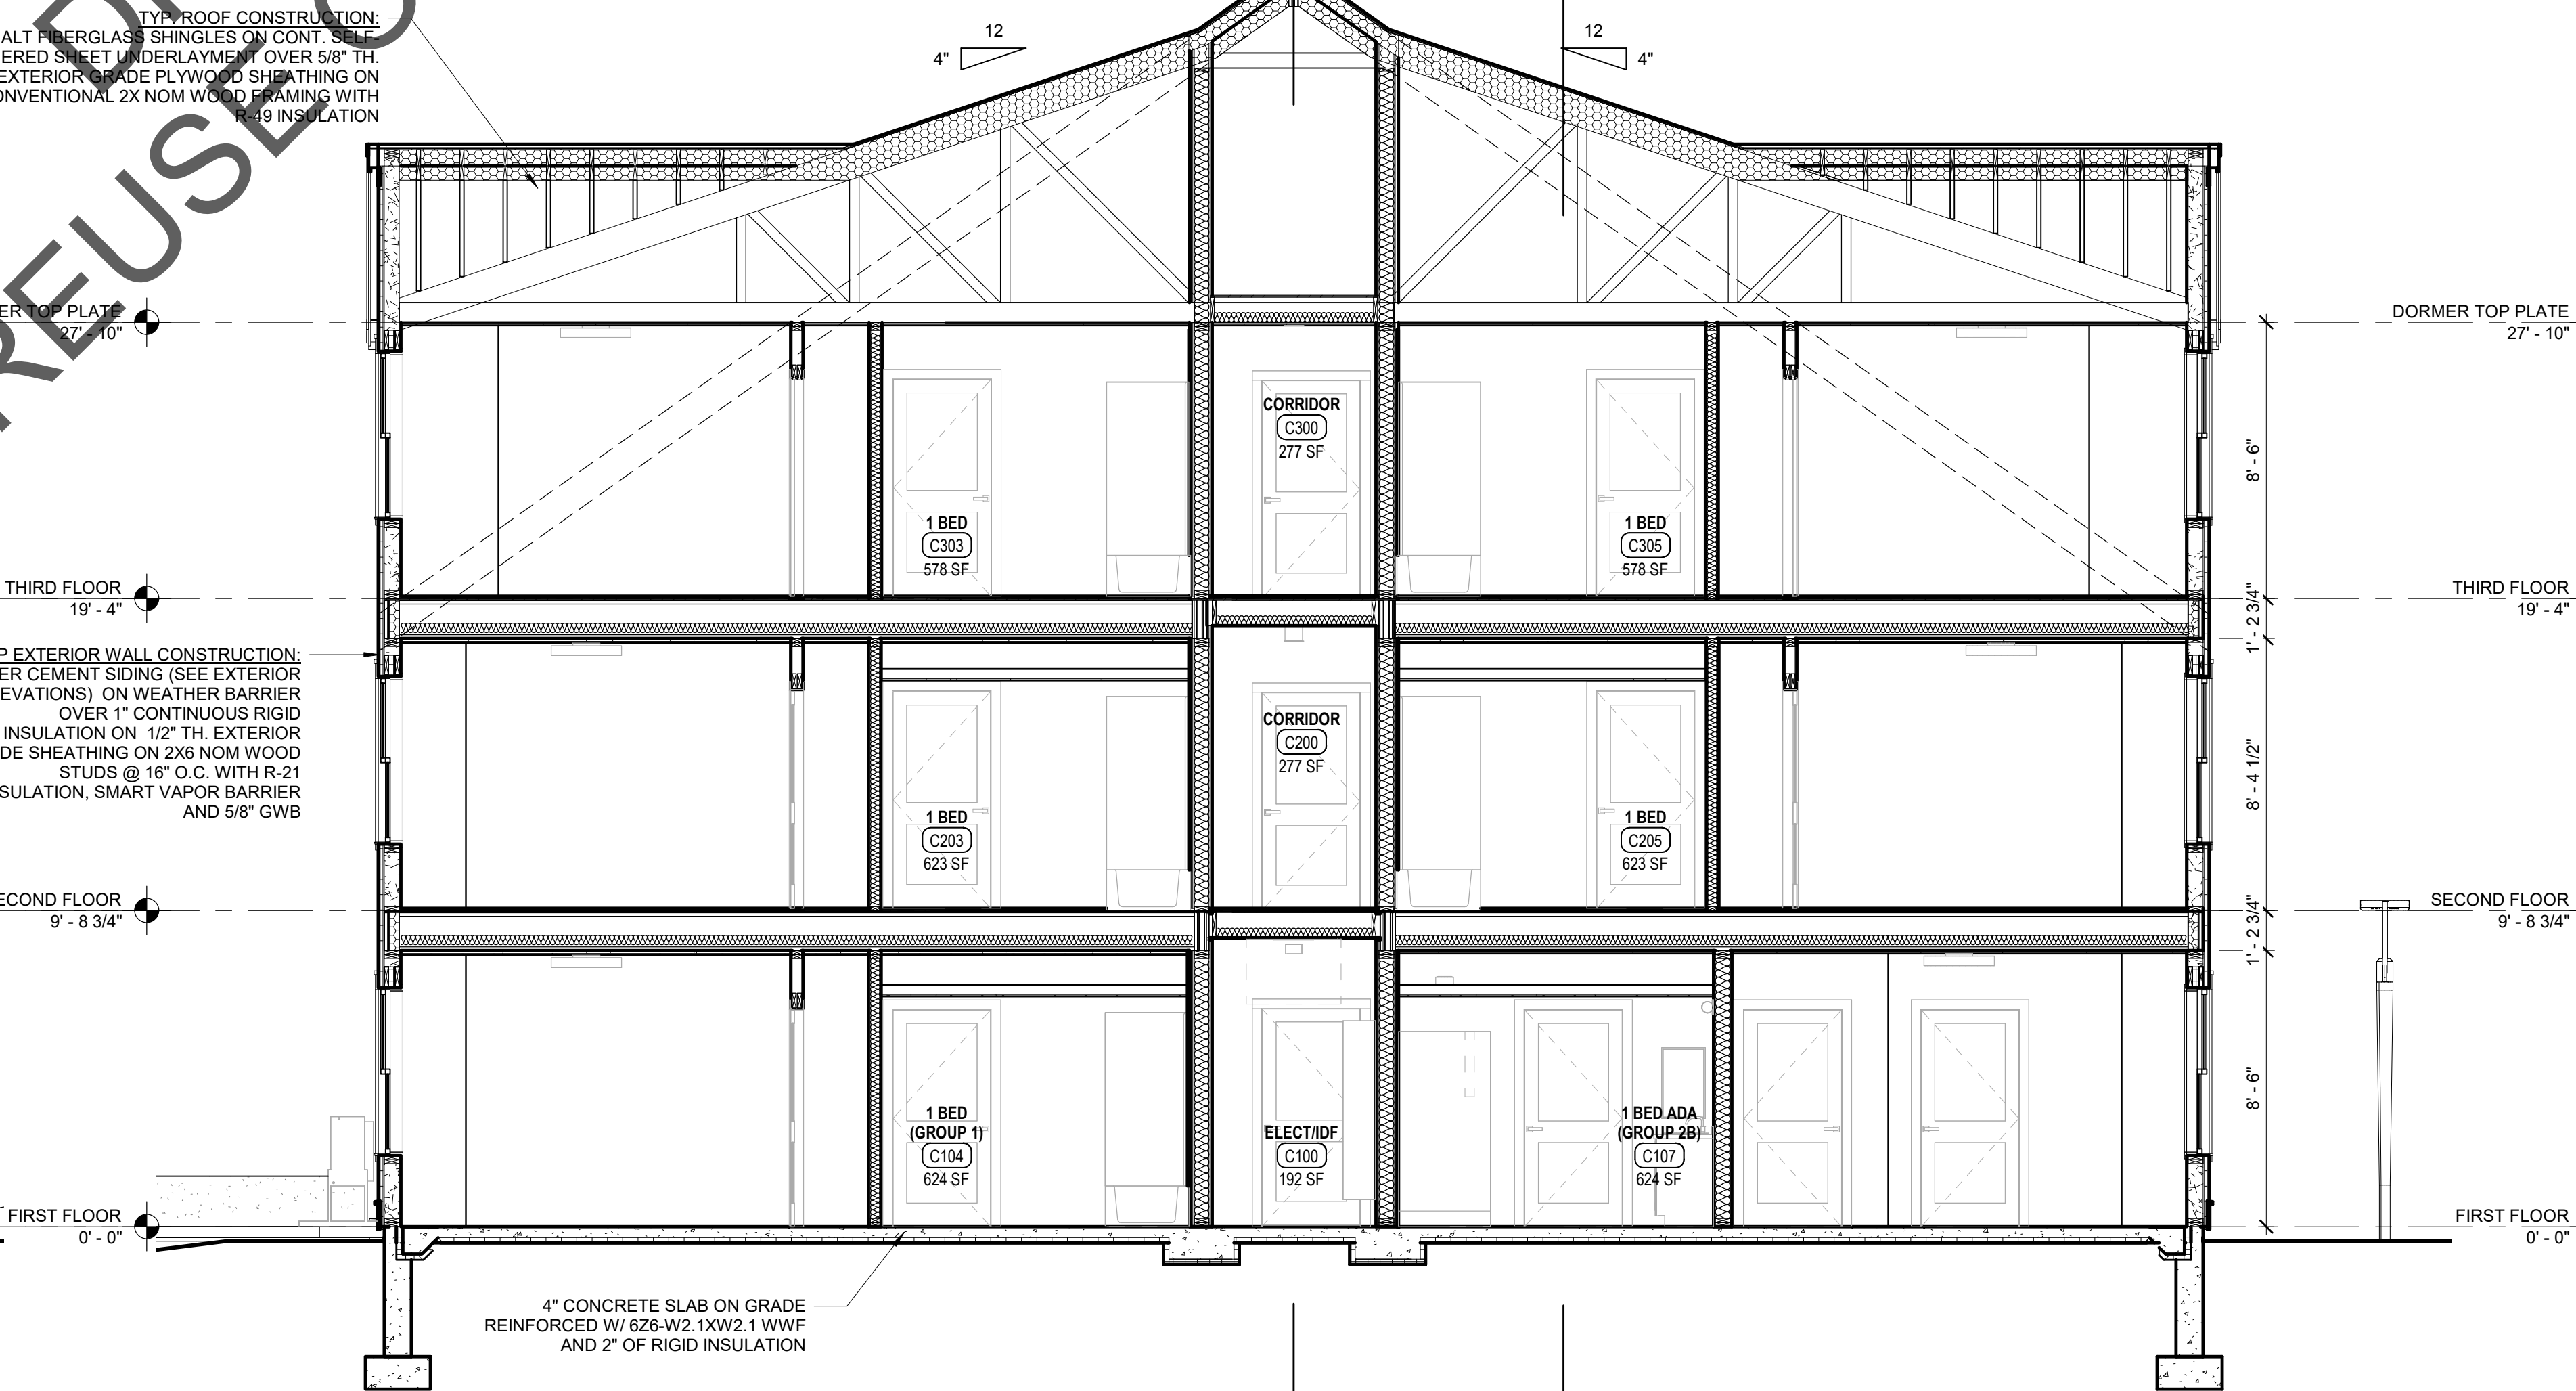 TYP. ROOF CONSTRUCTION:
ALT FIBERGLASS SHINGLES ON CONT. SELF-
ERED SHEET UNDERLAYMENT OVER 5/8" TH.
EXTERIOR GRADE PLYWOOD SHEATHING ON
ONVENTIONAL 2X NOM WOOD FRAMING WITH
R-49 INSULATION
REUSE
12
4"
12
4"
ER TOP PLATE
27' - 10"
DORMER TOP PLATE
27' - 10"
CORRIDOR
C300
277 SF
8' - 6"
1 BED
C303
578 SF
1 BED
C305
578 SF
THIRD FLOOR
19' - 4"
THIRD FLOOR
19' - 4"
1' - 2 3/4"
P EXTERIOR WALL CONSTRUCTION:
ER CEMENT SIDING (SEE EXTERIOR
EVATIONS) ON WEATHER BARRIER
OVER 1" CONTINUOUS RIGID
INSULATION ON 1/2" TH. EXTERIOR
DE SHEATHING ON 2X6 NOM WOOD
STUDS @ 16" O.C. WITH R-21
SULATION, SMART VAPOR BARRIER
AND 5/8" GWB
CORRIDOR
C200
277 SF
8' - 4 1/2"
1 BED
C203
623 SF
1 BED
C205
623 SF
ECOND FLOOR
9' - 8 3/4"
SECOND FLOOR
9' - 8 3/4"
1' - 2 3/4"
8' - 6"
1 BED
(GROUP 1)
C104
624 SF
ELECT/IDF
C100
192 SF
1 BED ADA
(GROUP 2B)
C107
624 SF
FIRST FLOOR
0' - 0"
FIRST FLOOR
0' - 0"
4" CONCRETE SLAB ON GRADE
REINFORCED W/ 6Z6-W2.1XW2.1 WWF
AND 2" OF RIGID INSULATION